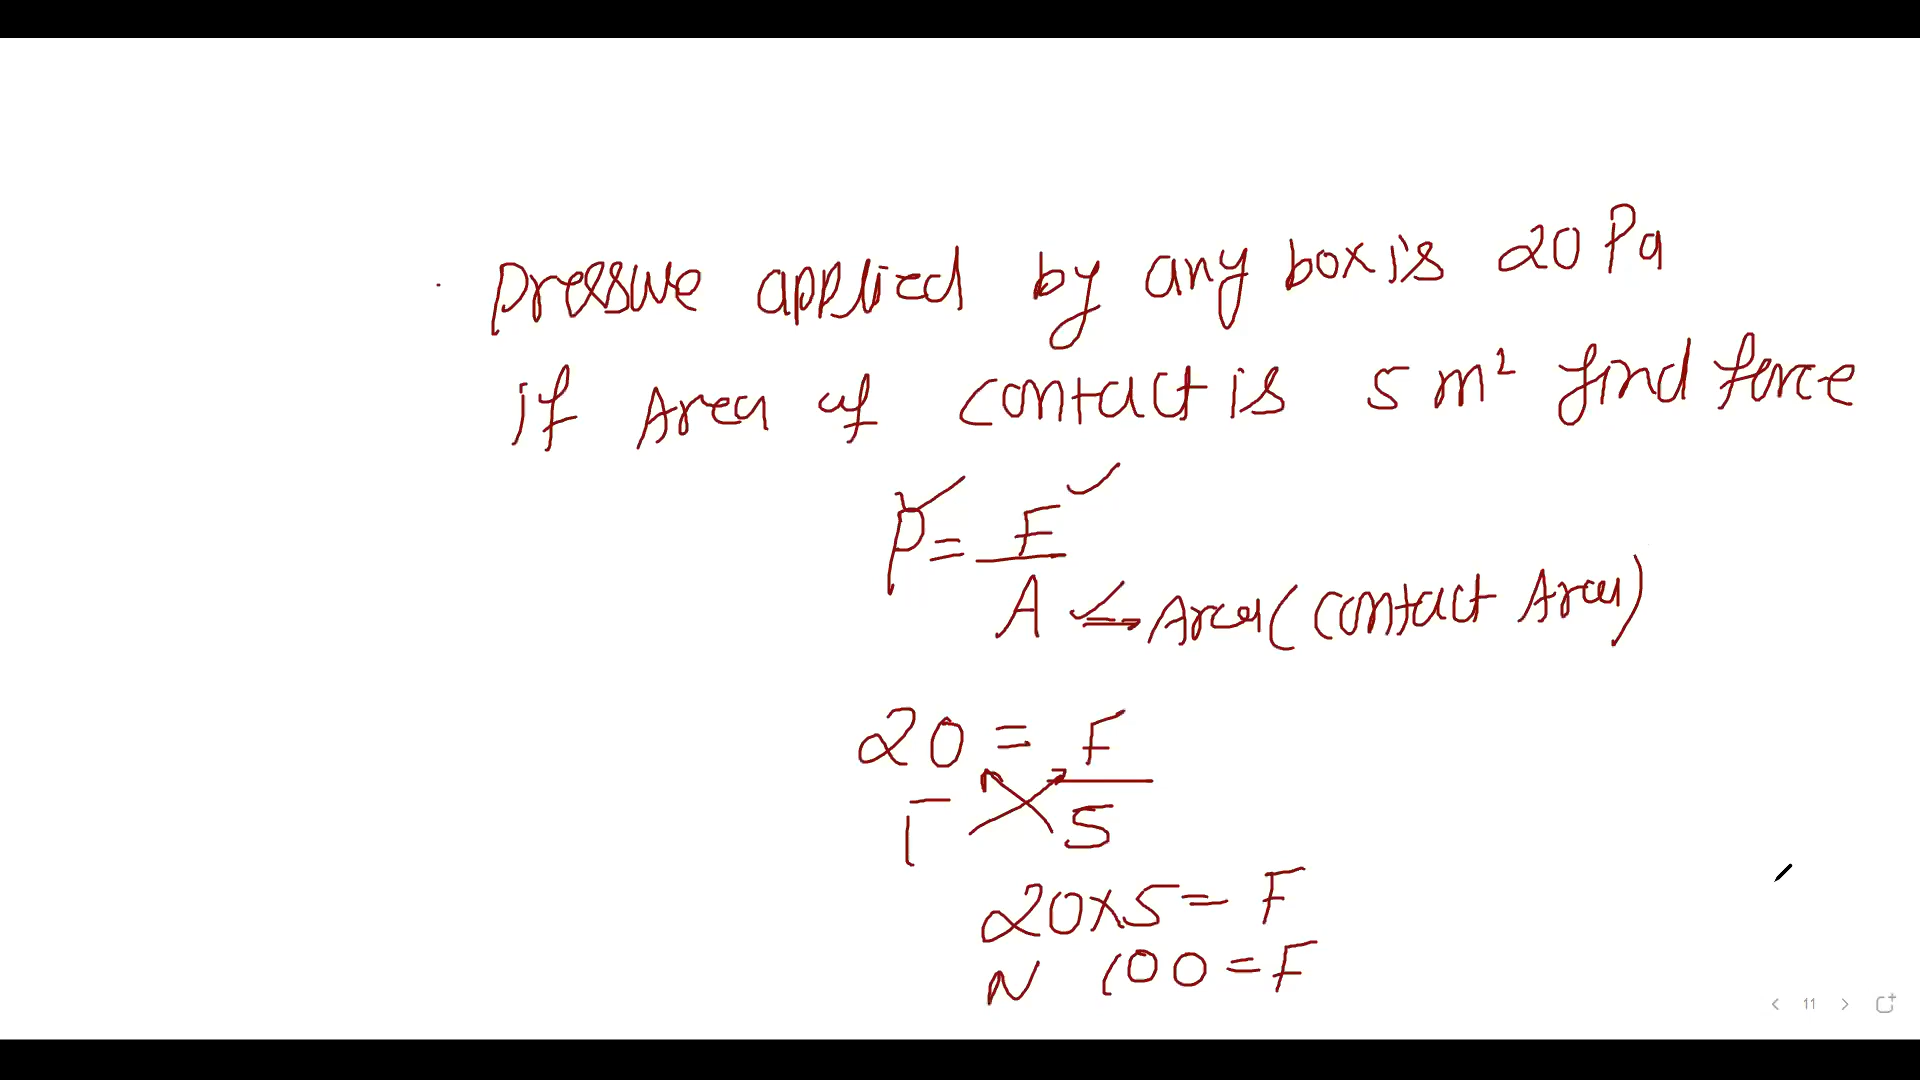 Pressure applied by any box is 20 Pa
if Area of contact is 5 m² find force
P = F
A → Area (contact Area)
20 = F
1 5
20×5 = F
N 100 = F
11